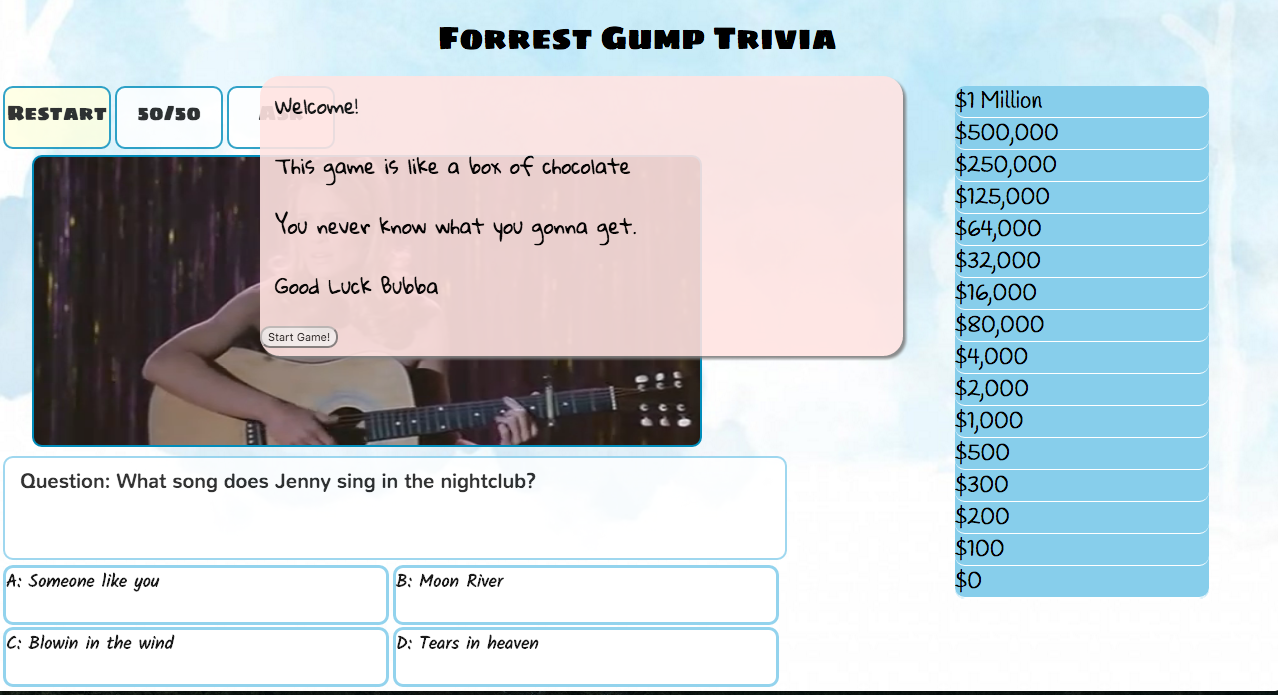 Forrest Gump Trivia
Restart
50/50
Ask
Welcome!
This game is like a box of chocolate
You never know what you gonna get.
Good Luck Bubba
Start Game!
Question: What song does Jenny sing in the nightclub?
A: Someone like you
B: Moon River
C: Blowin in the wind
D: Tears in heaven
$1 Million
$500,000
$250,000
$125,000
$64,000
$32,000
$16,000
$80,000
$4,000
$2,000
$1,000
$500
$300
$200
$100
$0